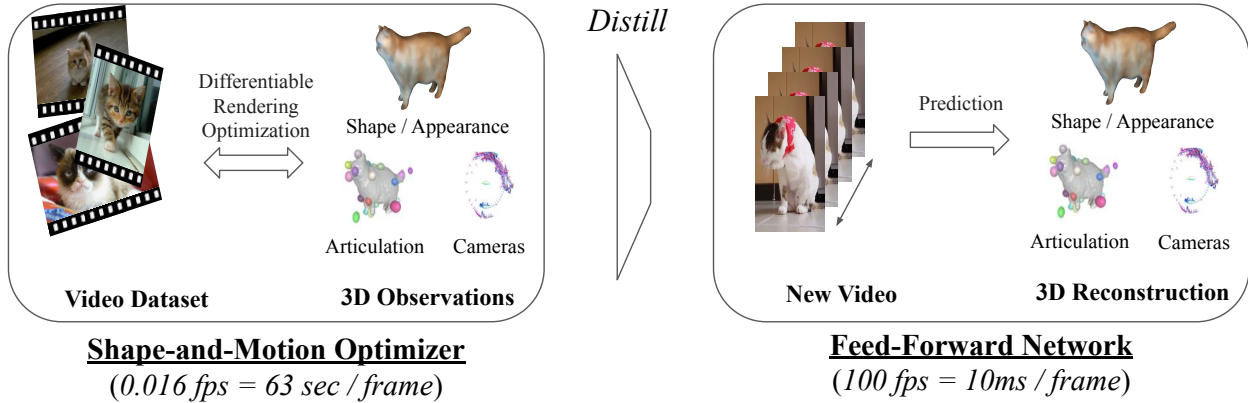 Distill
Differentiable
Rendering
Optimization
Shape / Appearance
Articulation
Cameras
Video Dataset
3D Observations
Shape-and-Motion Optimizer
(0.016 fps = 63 sec / frame)
Prediction
Shape / Appearance
Articulation
Cameras
New Video
3D Reconstruction
Feed-Forward Network
(100 fps = 10ms / frame)